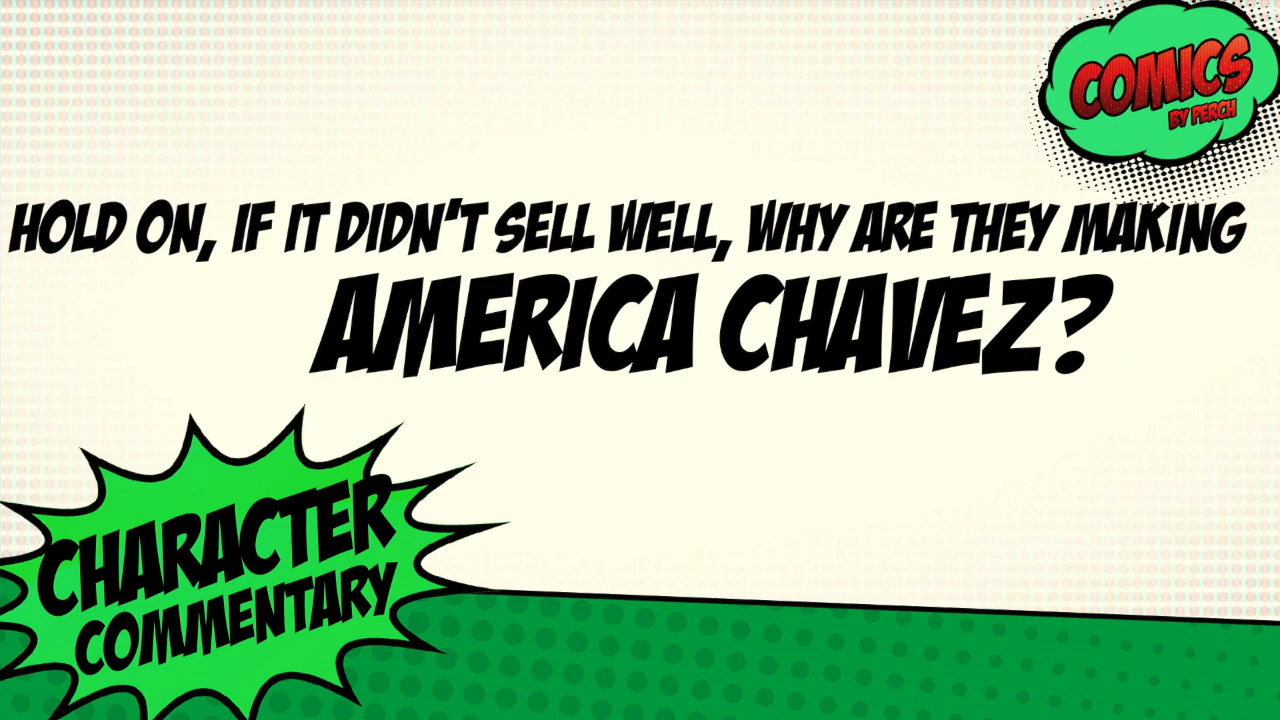 COMICS
BY PERCH
HOLD ON, IF IT DIDN'T SELL WELL, WHY ARE THEY MAKING
AMERICA CHAVEZ?
CHARACTER
COMMENTARY